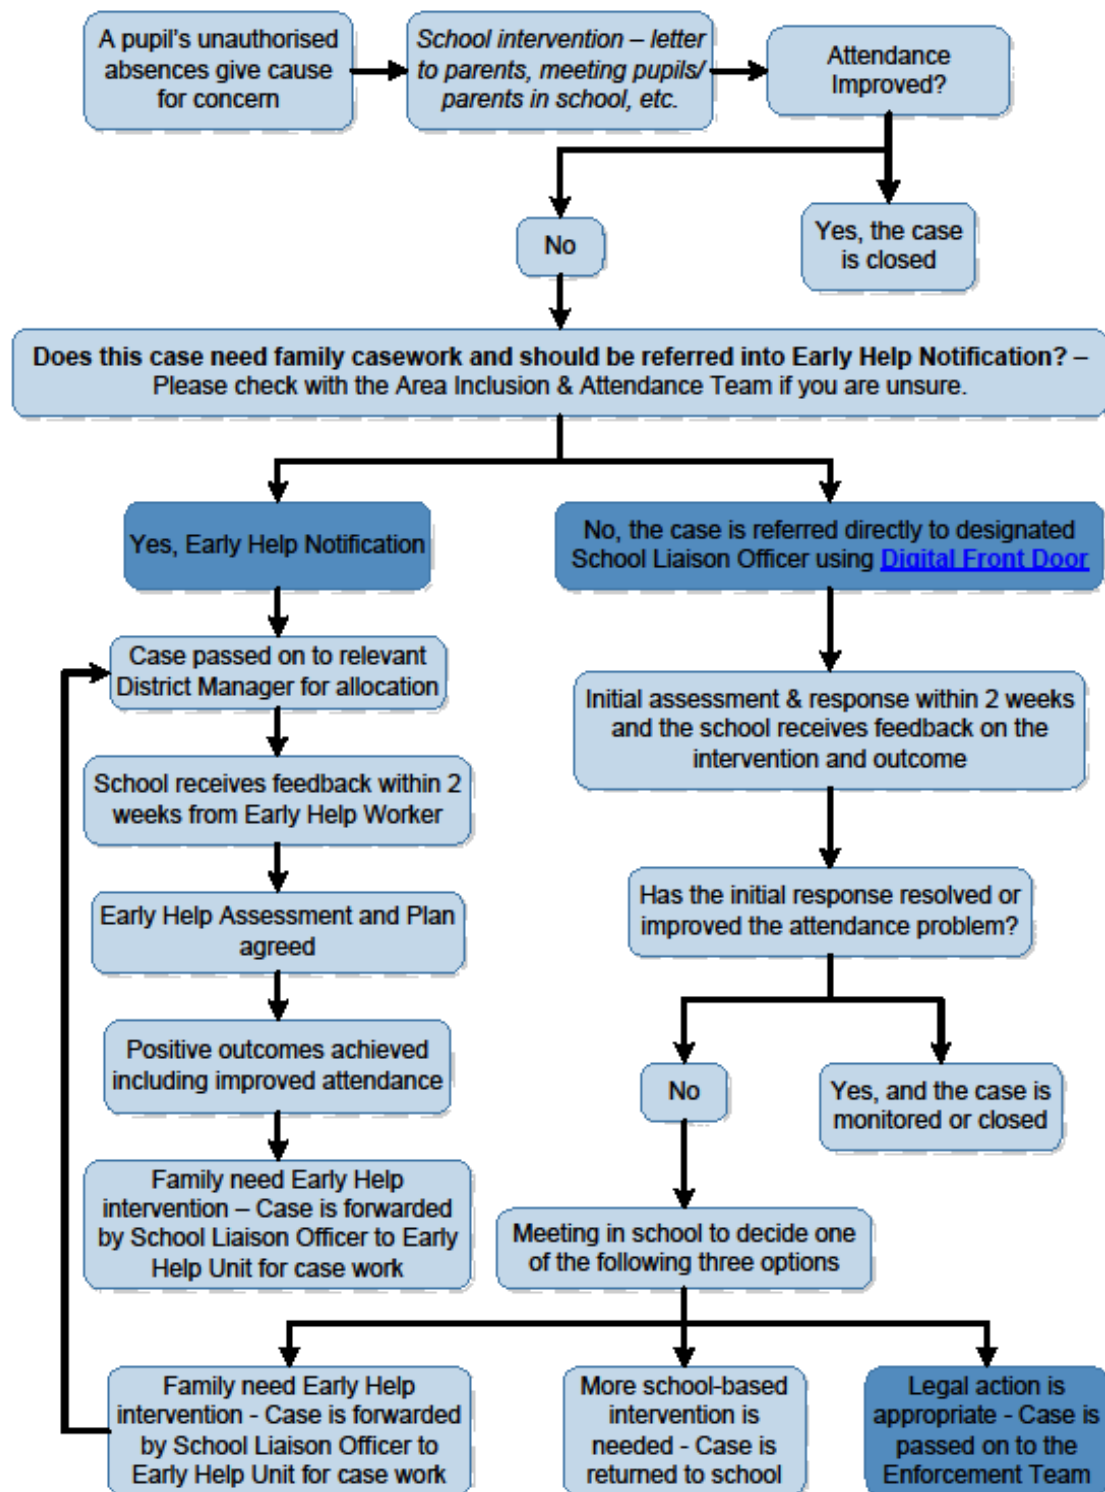 A pupil's unauthorised
absences give cause
for concern
School intervention – letter
to parents, meeting pupils/
parents in school, etc.
Attendance
Improved?
No
Yes, the case
is closed
Does this case need family casework and should be referred into Early Help Notification? –
Please check with the Area Inclusion & Attendance Team if you are unsure.
Yes, Early Help Notification
No, the case is referred directly to designated
School Liaison Officer using Digital Front Door
Case passed on to relevant
District Manager for allocation
Initial assessment & response within 2 weeks
and the school receives feedback on the
intervention and outcome
School receives feedback within 2
weeks from Early Help Worker
Has the initial response resolved or
improved the attendance problem?
Early Help Assessment and Plan
agreed
Positive outcomes achieved
including improved attendance
No
Yes, and the case is
monitored or closed
Family need Early Help
intervention – Case is forwarded
by School Liaison Officer to Early
Help Unit for case work
Meeting in school to decide one
of the following three options
Family need Early Help
intervention - Case is forwarded
by School Liaison Officer to
Early Help Unit for case work
More school-based
intervention is
needed - Case is
returned to school
Legal action is
appropriate - Case is
passed on to the
Enforcement Team